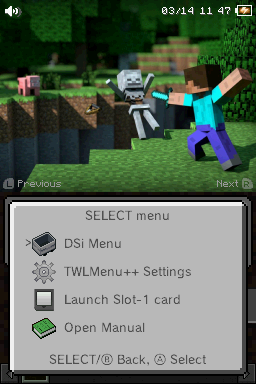 03/14 11 47
L Previous
Next R
SELECT menu
> DSi Menu
TWLMenu++ Settings
Launch Slot-1 card
Open Manual
SELECT/Ⓑ Back, Ⓐ Select